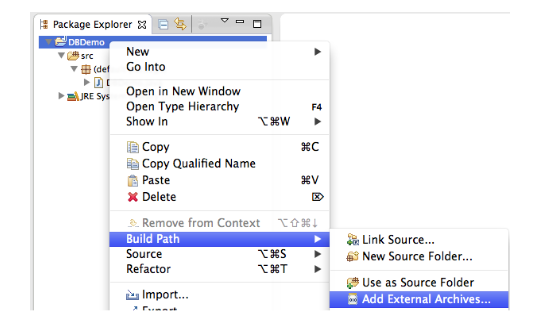 Package Explorer
DBDemo
src
(def
JRE Sys
New
Go Into
Open in New Window
Open Type Hierarchy F4
Show In ⌥⌘W
Copy ⌘C
Copy Qualified Name
Paste ⌘V
Delete ⌦
Remove from Context ⌥⇧⌘↓
Build Path
Source ⌥⌘S
Refactor ⌥⌘T
Import...
Link Source...
New Source Folder...
Use as Source Folder
Add External Archives...